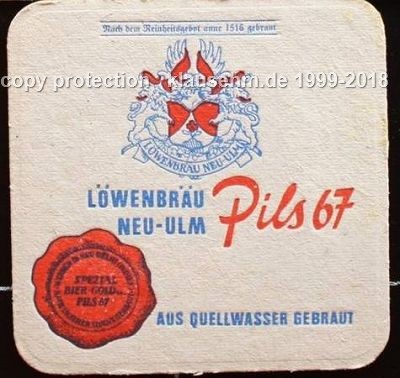 Nach dem Reinheitsgebot anno 1516 gebraut
copy protection klausehm.de 1999-2018
LÖWENBRÄU NEU-ULM
LÖWENBRÄU
NEU-ULM
Pils 67
SPEZIAL
BIER-GOLD
PILS 67
AUS QUELLWASSER GEBRAUT